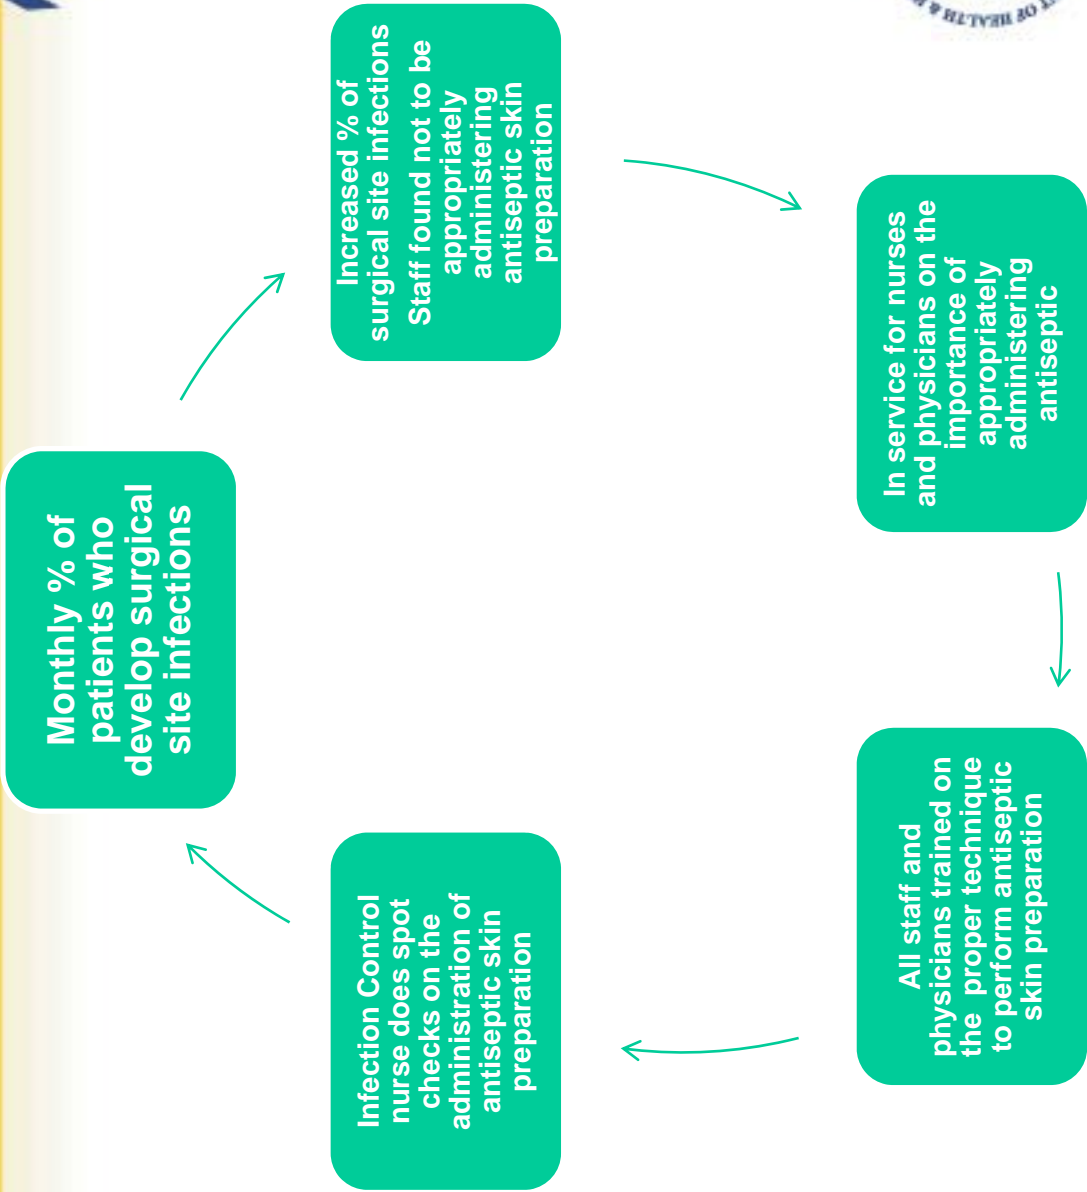 Monthly % of
patients who
develop surgical
site infections
Increased % of
surgical site infections
Staff found not to be
appropriately
administering
antiseptic skin
preparation
In service for nurses
and physicians on the
importance of
appropriately
administering
antiseptic
All staff and
physicians trained on
the proper technique
to perform antiseptic
skin preparation
Infection Control
nurse does spot
checks on the
administration of
antiseptic skin
preparation
OF HEALTH &